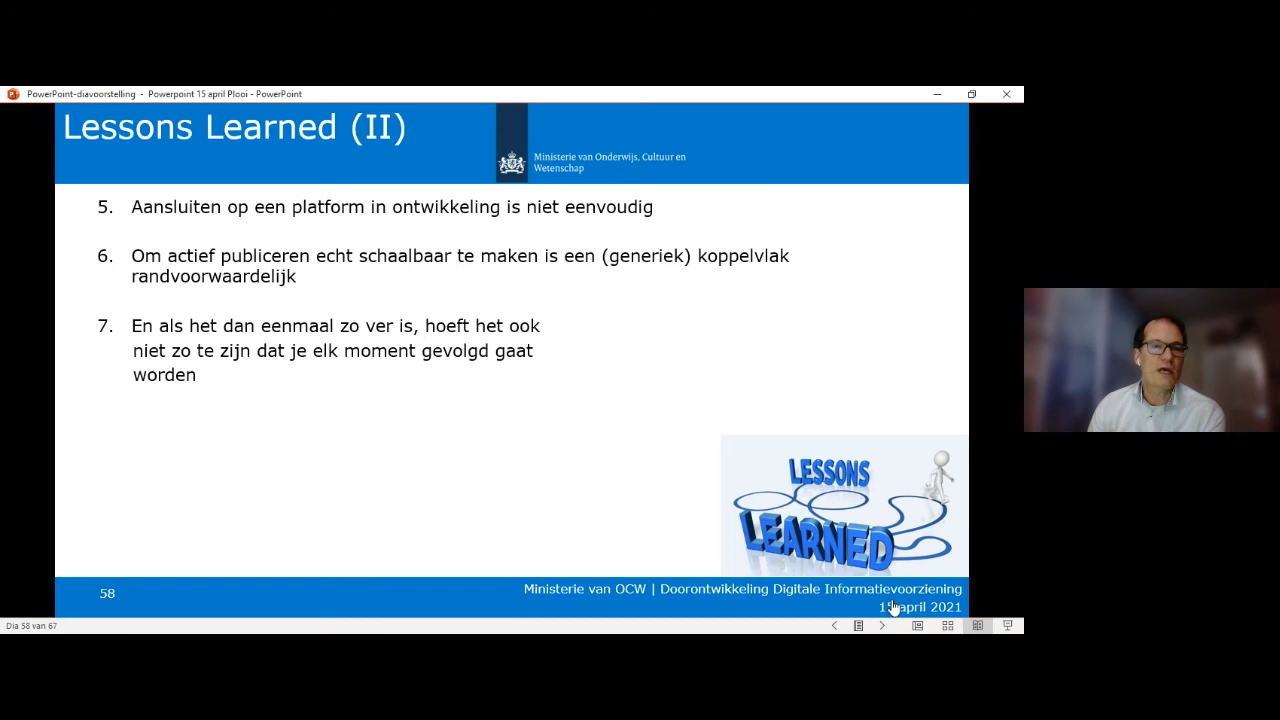 PowerPoint-diavoorstelling - Powerpoint 15 april Plooi - PowerPoint
Lessons Learned (II)
Ministerie van Onderwijs, Cultuur en
Wetenschap
5. Aansluiten op een platform in ontwikkeling is niet eenvoudig
6. Om actief publiceren echt schaalbaar te maken is een (generiek) koppelvlak
randvoorwaardelijk
7. En als het dan eenmaal zo ver is, hoeft het ook
niet zo te zijn dat je elk moment gevolgd gaat
worden
LESSONS
LEARNED
58
Ministerie van OCW | Doorontwikkeling Digitale Informatievoorziening
15 april 2021
Dia 58 van 67